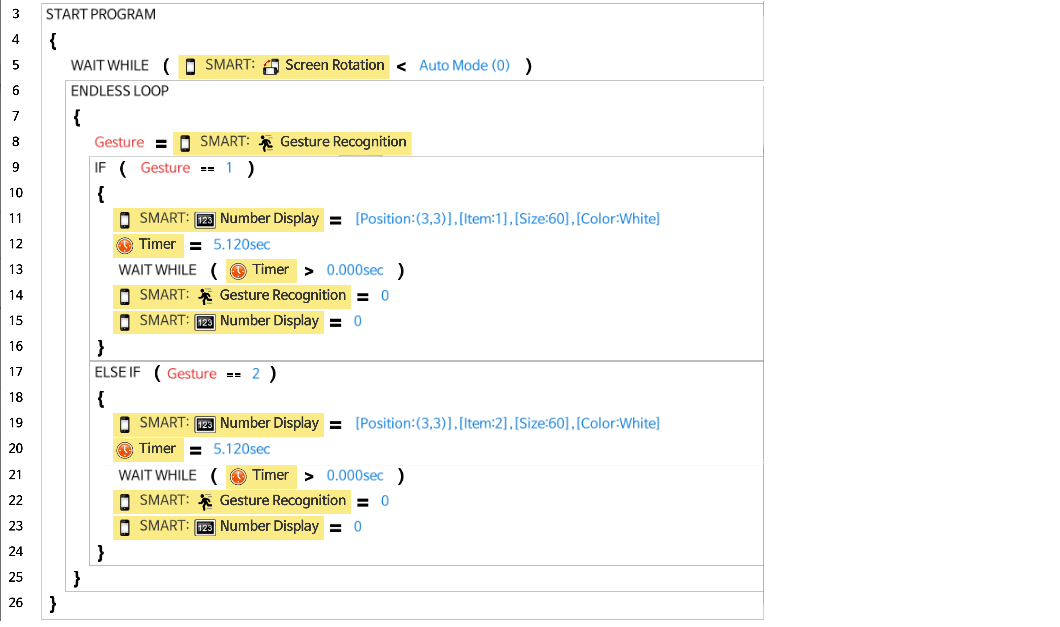 3 START PROGRAM
4 {
5 WAIT WHILE ( SMART: Screen Rotation < Auto Mode (0) )
6 ENDLESS LOOP
7 {
8 Gesture = SMART: Gesture Recognition
9 IF ( Gesture == 1 )
10 {
11 SMART: 123 Number Display = [Position:(3,3)],[Item:1],[Size:60],[Color:White]
12 Timer = 5.120sec
13 WAIT WHILE ( Timer > 0.000sec )
14 SMART: Gesture Recognition = 0
15 SMART: 123 Number Display = 0
16 }
17 ELSE IF ( Gesture == 2 )
18 {
19 SMART: 123 Number Display = [Position:(3,3)],[Item:2],[Size:60],[Color:White]
20 Timer = 5.120sec
21 WAIT WHILE ( Timer > 0.000sec )
22 SMART: Gesture Recognition = 0
23 SMART: 123 Number Display = 0
24 }
25 }
26 }